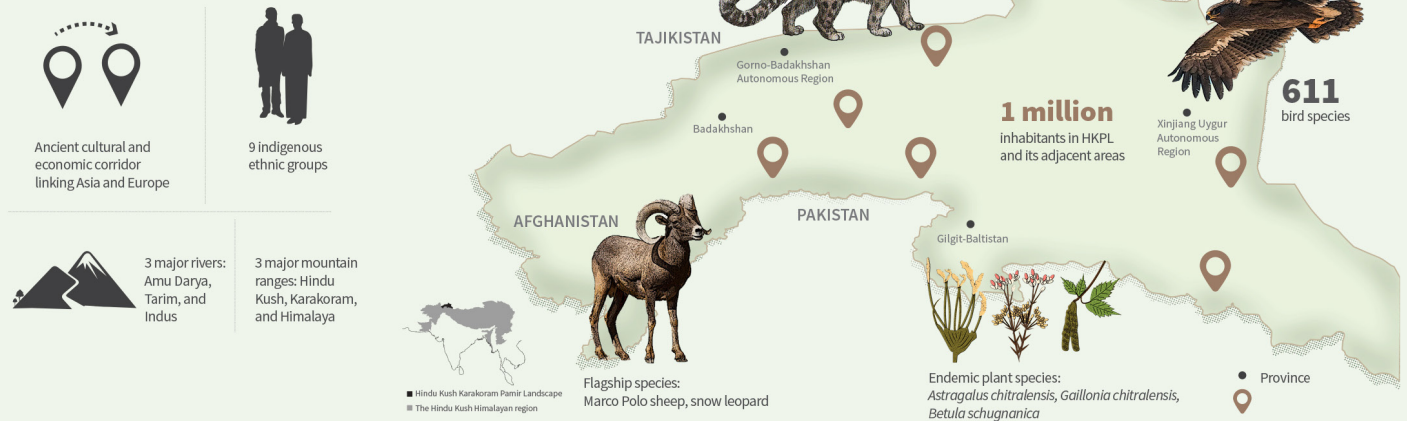 Ancient cultural and
economic corridor
linking Asia and Europe
9 indigenous
ethnic groups
3 major rivers:
Amu Darya,
Tarim, and
Indus
3 major mountain
ranges: Hindu
Kush, Karakoram,
and Himalaya
TAJIKISTAN
Gorno-Badakhshan
Autonomous Region
Badakhshan
AFGHANISTAN
PAKISTAN
Gilgit-Baltistan
1 million
inhabitants in HKPL
and its adjacent areas
Xinjiang Uygur
Autonomous
Region
611
bird species
Hindu Kush Karakoram Pamir Landscape
The Hindu Kush Himalayan region
Flagship species:
Marco Polo sheep, snow leopard
Endemic plant species:
Astragalus chitralensis, Gaillonia chitralensis,
Betula schugnanica
Province